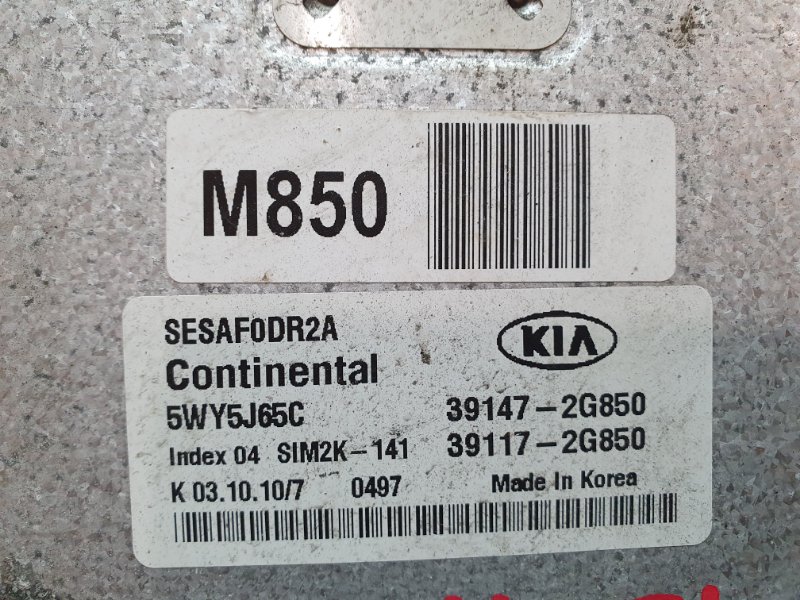 M850
SESAF0DR2A
KIA
Continental
5WY5J65C 39147-2G850
Index 04 SIM2K-141 39117-2G850
K 03.10.10/7 0497 Made In Korea